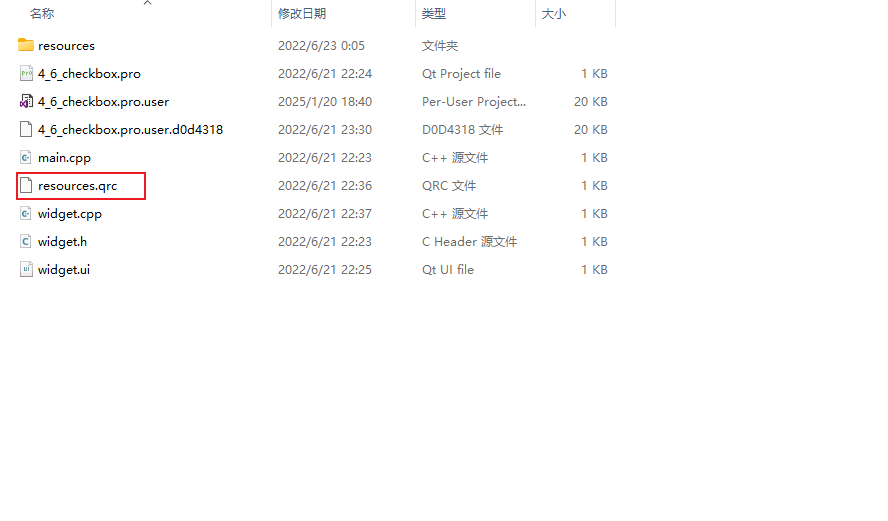 名称 修改日期 类型 大小
resources 2022/6/23 0:05 文件夹
4_6_checkbox.pro 2022/6/21 22:24 Qt Project file 1 KB
4_6_checkbox.pro.user 2025/1/20 18:40 Per-User Project... 20 KB
4_6_checkbox.pro.user.d0d4318 2022/6/21 23:30 D0D4318 文件 20 KB
main.cpp 2022/6/21 22:23 C++ 源文件 1 KB
resources.qrc 2022/6/21 22:36 QRC 文件 1 KB
widget.cpp 2022/6/21 22:37 C++ 源文件 1 KB
widget.h 2022/6/21 22:23 C Header 源文件 1 KB
widget.ui 2022/6/21 22:25 Qt UI file 1 KB